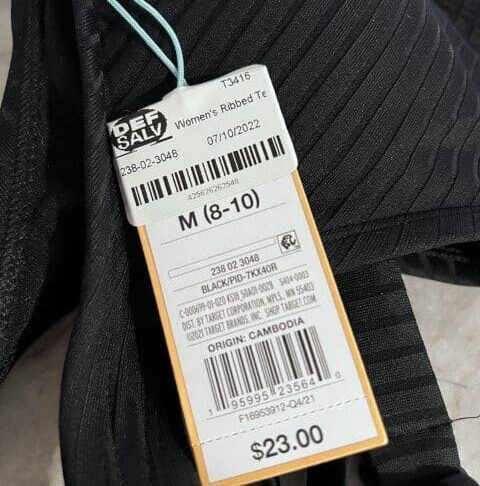 T3416
DEF SALV
Women's Ribbed Te
238-02-3048
07/10/2022
M (8-10)
238 02 3048
BLACK/PID-7KX40R
DIST. BY TARGET CORPORATION, MPLS., MN 55403
©2021 TARGET BRANDS, INC. SHOP TARGET.COM
ORIGIN: CAMBODIA
1 95995 23564 0
F16953912-Q4/21
$23.00